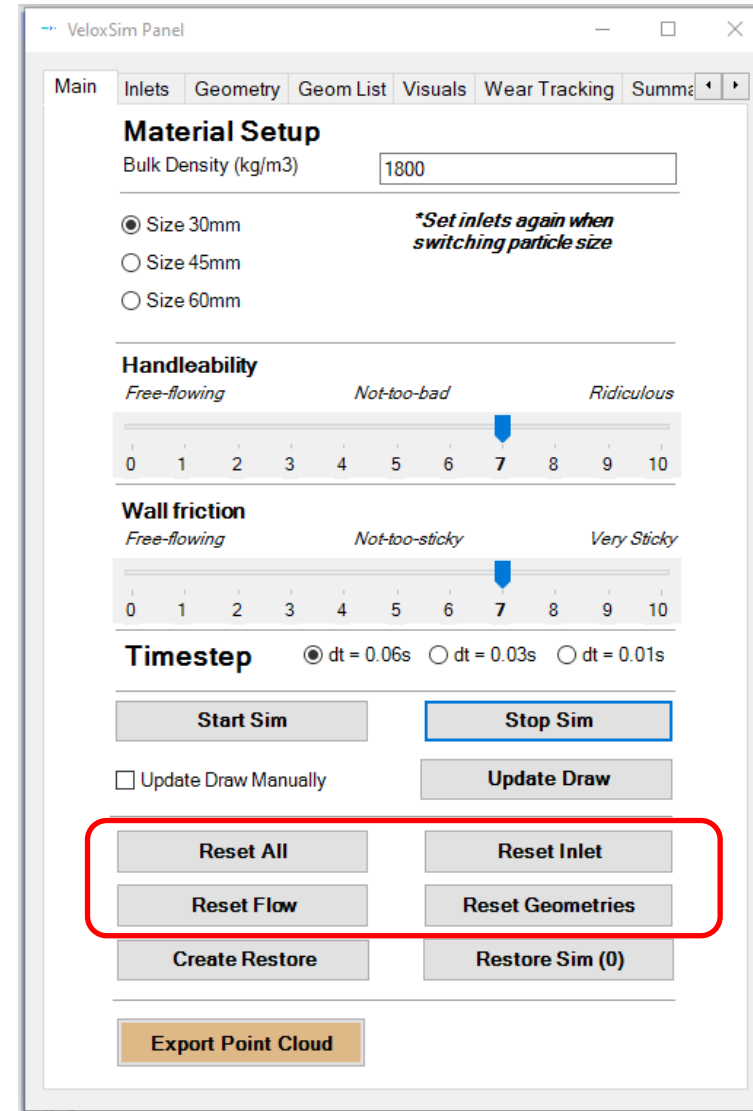 VeloxSim Panel
Main Inlets Geometry Geom List Visuals Wear Tracking Summa
Material Setup
Bulk Density (kg/m3) 1800
Size 30mm
*Set inlets again when
switching particle size
Size 45mm
Size 60mm
Handleability
Free-flowing Not-too-bad Ridiculous
0 1 2 3 4 5 6 7 8 9 10
Wall friction
Free-flowing Not-too-sticky Very Sticky
0 1 2 3 4 5 6 7 8 9 10
Timestep dt = 0.06s dt = 0.03s dt = 0.01s
Start Sim Stop Sim
Update Draw Manually Update Draw
Reset All Reset Inlet
Reset Flow Reset Geometries
Create Restore Restore Sim (0)
Export Point Cloud